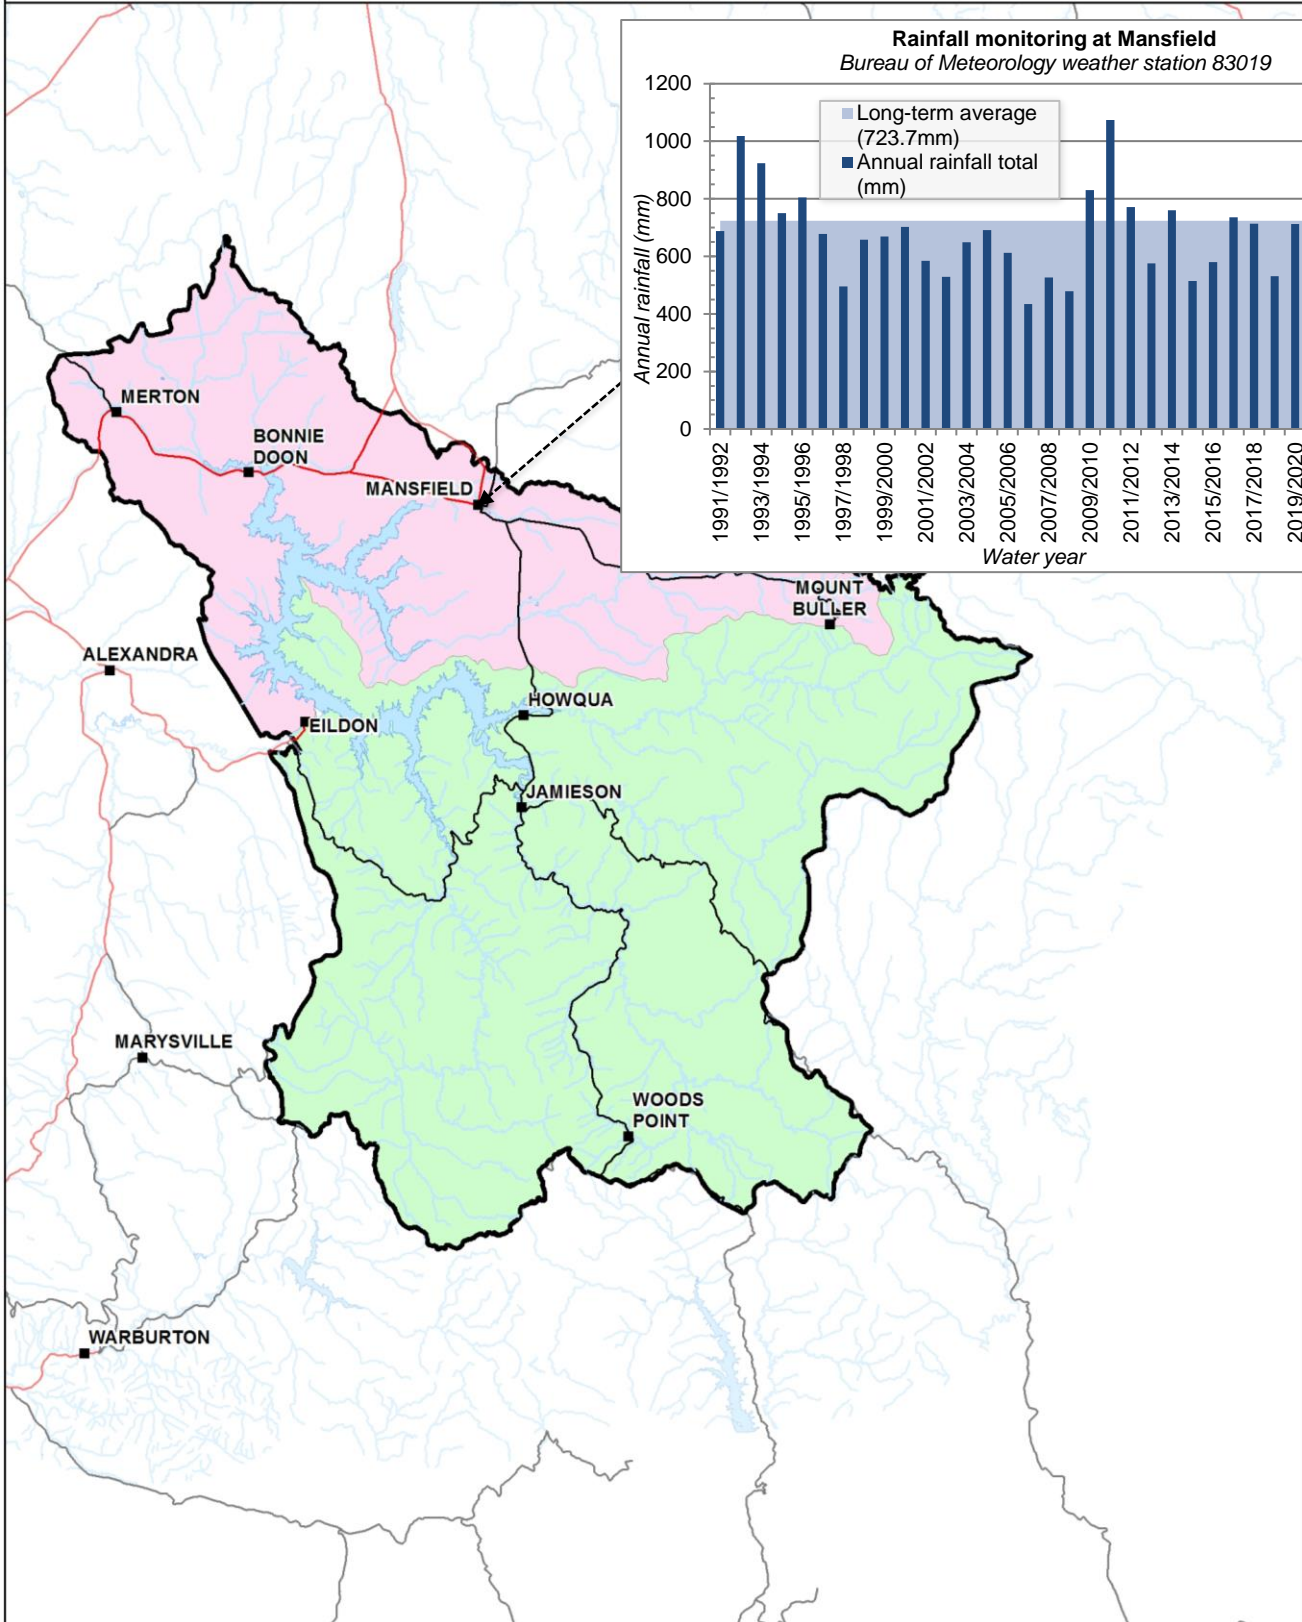 Rainfall monitoring at Mansfield
Bureau of Meteorology weather station 83019
Annual rainfall (mm)
1200
1000
800
600
400
200
0
Long-term average
(723.7mm)
Annual rainfall total
(mm)
1991/1992
1993/1994
1995/1996
1997/1998
1999/2000
2001/2002
2003/2004
2005/2006
2007/2008
2009/2010
2011/2012
2013/2014
2015/2016
2017/2018
2019/2020
Water year
MERTON
BONNIE
DOON
MANSFIELD
MOUNT
BULLER
ALEXANDRA
HOWQUA
EILDON
JAMIESON
MARYSVILLE
WOODS
POINT
WARBURTON